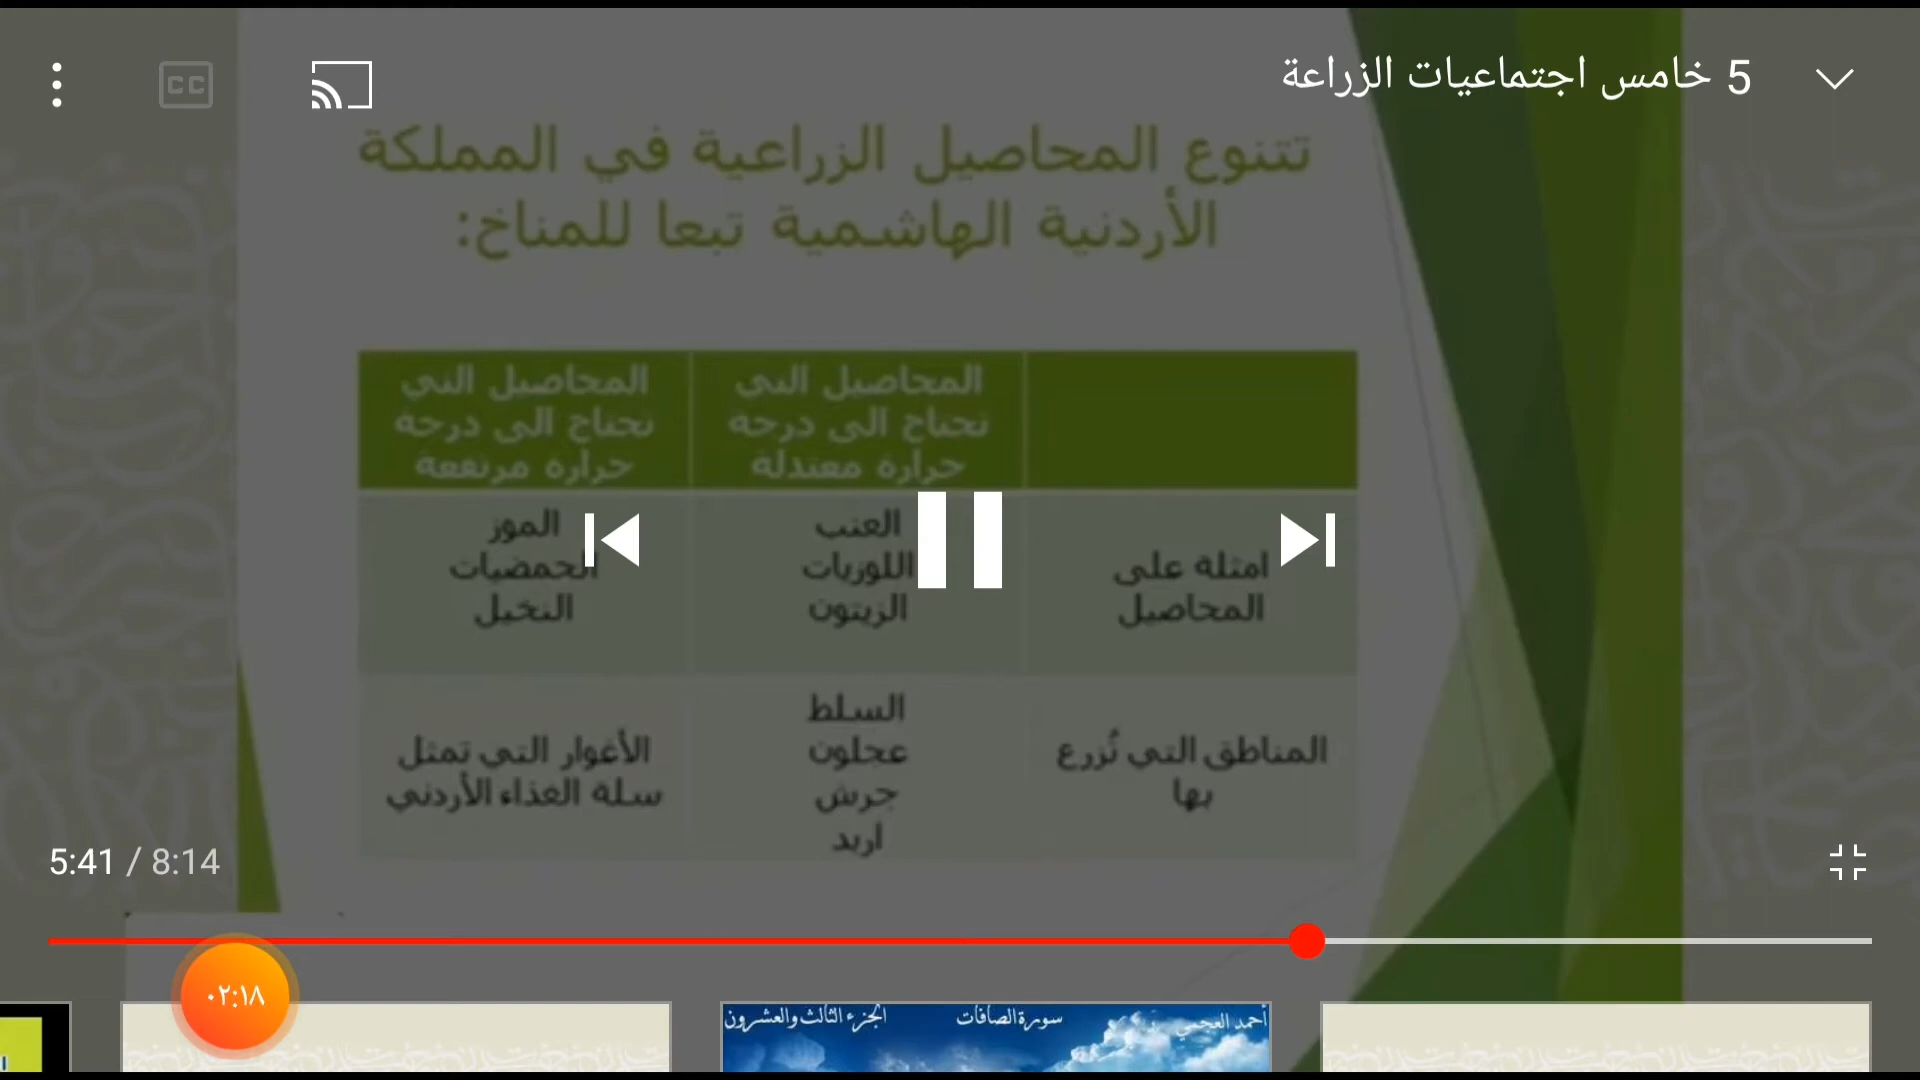 5 خامس اجتماعيات الزراعة
تتنوع المحاصيل الزراعية في المملكة
الأردنية الهاشمية تبعا للمناخ:
المحاصيل التي
تحتاج الى درجة
حرارة معتدلة
المحاصيل التي
تحتاج الى درجة
حرارة مرتفعة
امثلة على
المحاصيل
العنب
اللوزيات
الزيتون
الموز
الحمضيات
النخيل
المناطق التي تُزرع
بها
السلط
عجلون
جرش
اربد
الأغوار التي تمثل
سلة الغذاء الأردني
5:41 / 8:14
٠٢:١٨
أحمد العجمي
سورة الصافات
الجزء الثالث والعشرون
CC